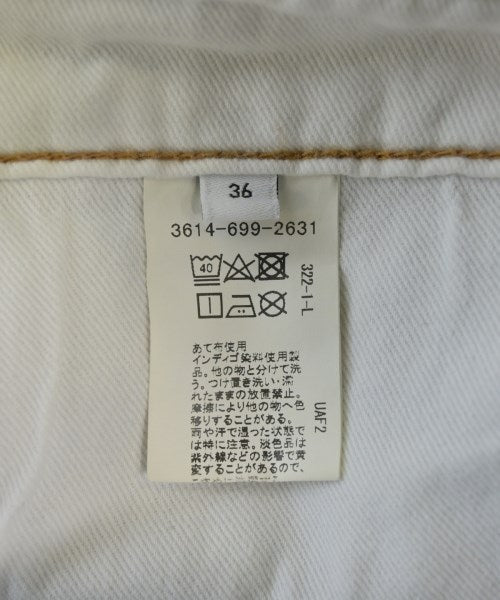 36
3614-699-2631
40
322-1-L
あて布使用
インディゴ染料使用製
品。他の物と分けて洗
う。つけ置き洗い・濡
れたままの放置禁止。
摩擦により他の物へ色
移りすることがある。
雨や汗で湿った状態で
は特に注意。淡色品は
紫外線などの影響で黄
変することがあるので、
UAF2